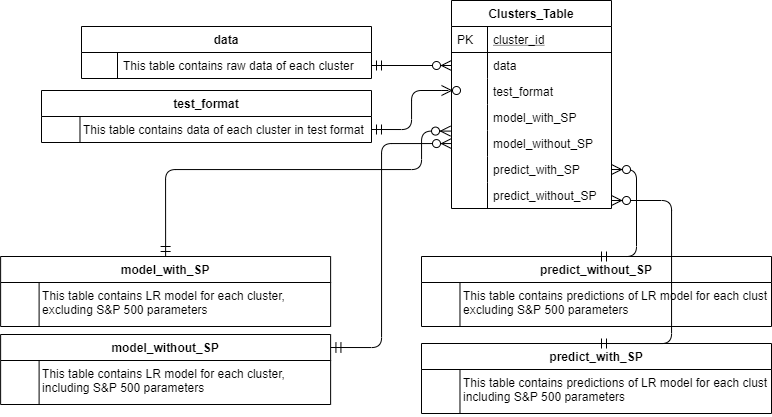 Clusters_Table
PK
cluster_id
data
test_format
model_with_SP
model_without_SP
predict_with_SP
predict_without_SP
data
This table contains raw data of each cluster
test_format
This table contains data of each cluster in test format
model_with_SP
This table contains LR model for each cluster,
excluding S&P 500 parameters
model_without_SP
This table contains LR model for each cluster,
including S&P 500 parameters
predict_without_SP
This table contains predictions of LR model for each clust
excluding S&P 500 parameters
predict_with_SP
This table contains predictions of LR model for each clust
including S&P 500 parameters